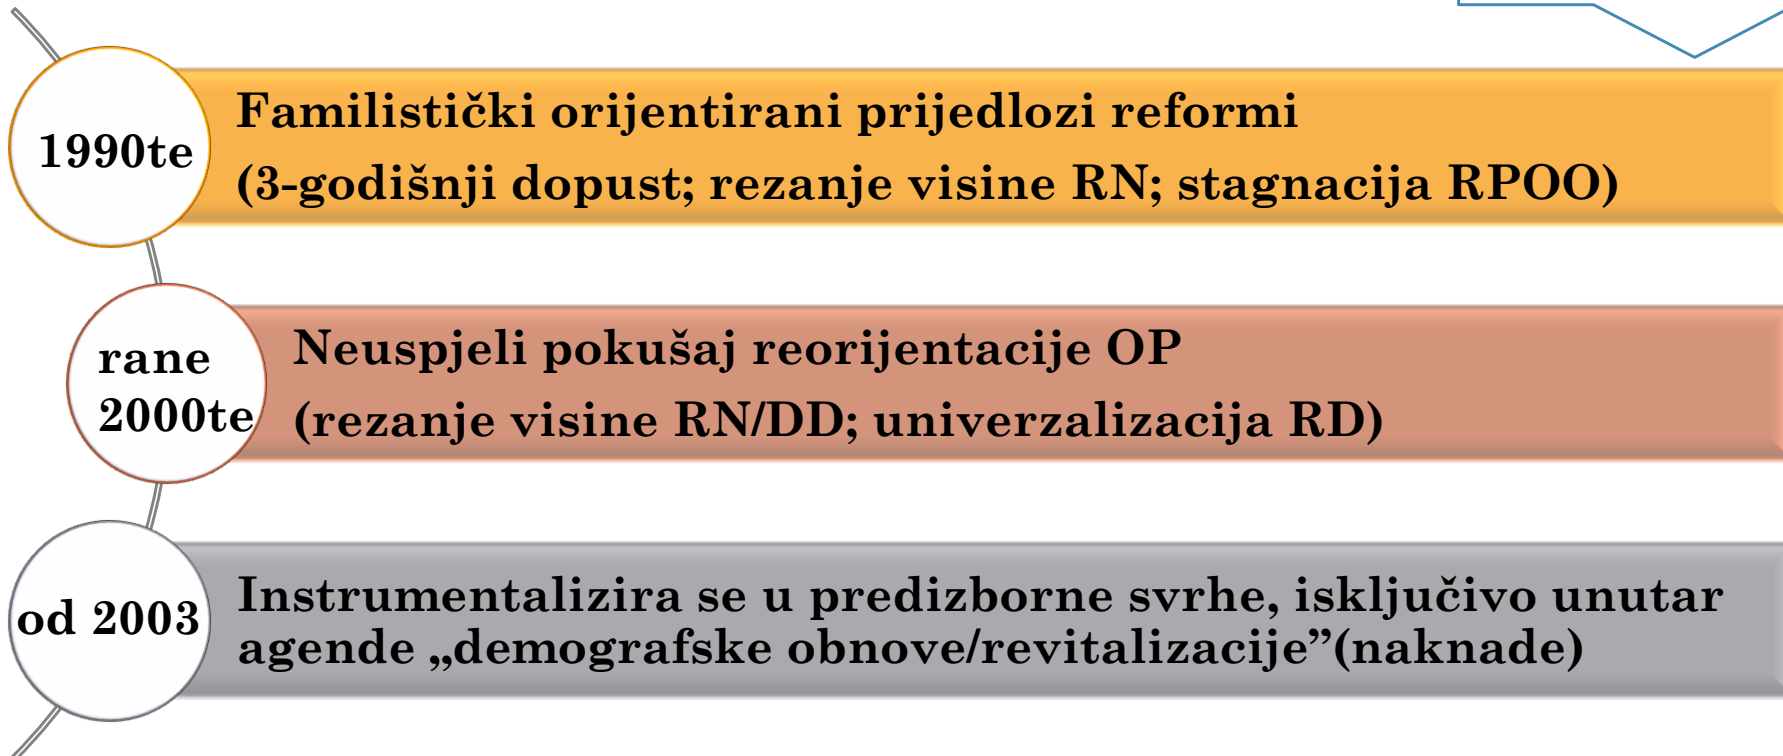 1990te
Familistički orijentirani prijedlozi reformi
(3-godišnji dopust; rezanje visine RN; stagnacija RPOO)
rane
2000te
Neuspjeli pokušaj reorijentacije OP
(rezanje visine RN/DD; univerzalizacija RD)
od 2003
Instrumentalizira se u predizborne svrhe, isključivo unutar
agende „demografske obnove/revitalizacije”(naknade)